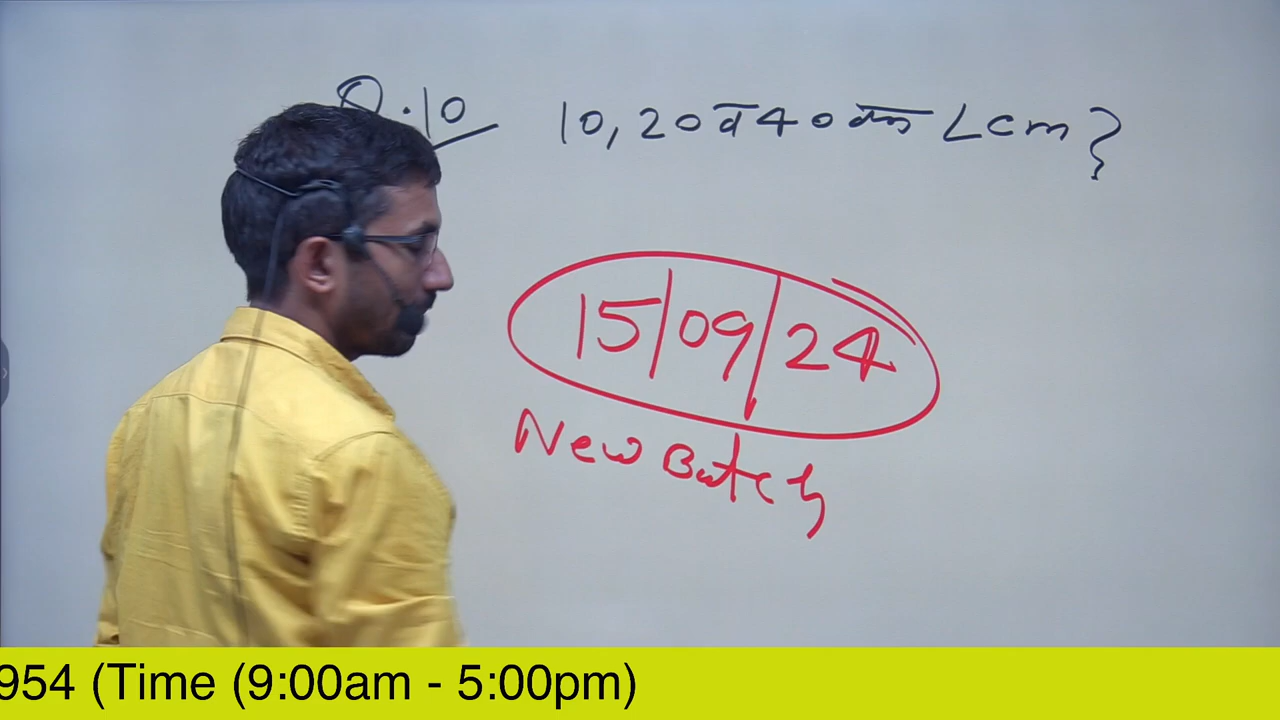 Q.10 10, 20 व 40 का Lcm ?
15/09/24
New Batch
954 (Time (9:00am - 5:00pm)